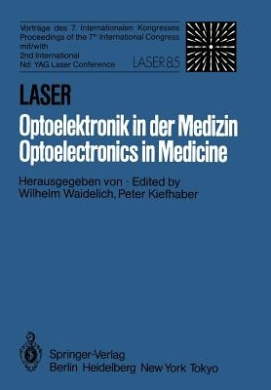 Vorträge des 7. Internationalen Kongresses
Proceedings of the 7th International Congress
mit/with
2nd International
Nd: YAG Laser Conference
LASER 85
LASER
Optoelektronik in der Medizin
Optoelectronics in Medicine
Herausgegeben von · Edited by
Wilhelm Waidelich, Peter Kiefhaber
Springer-Verlag
Berlin Heidelberg New York Tokyo